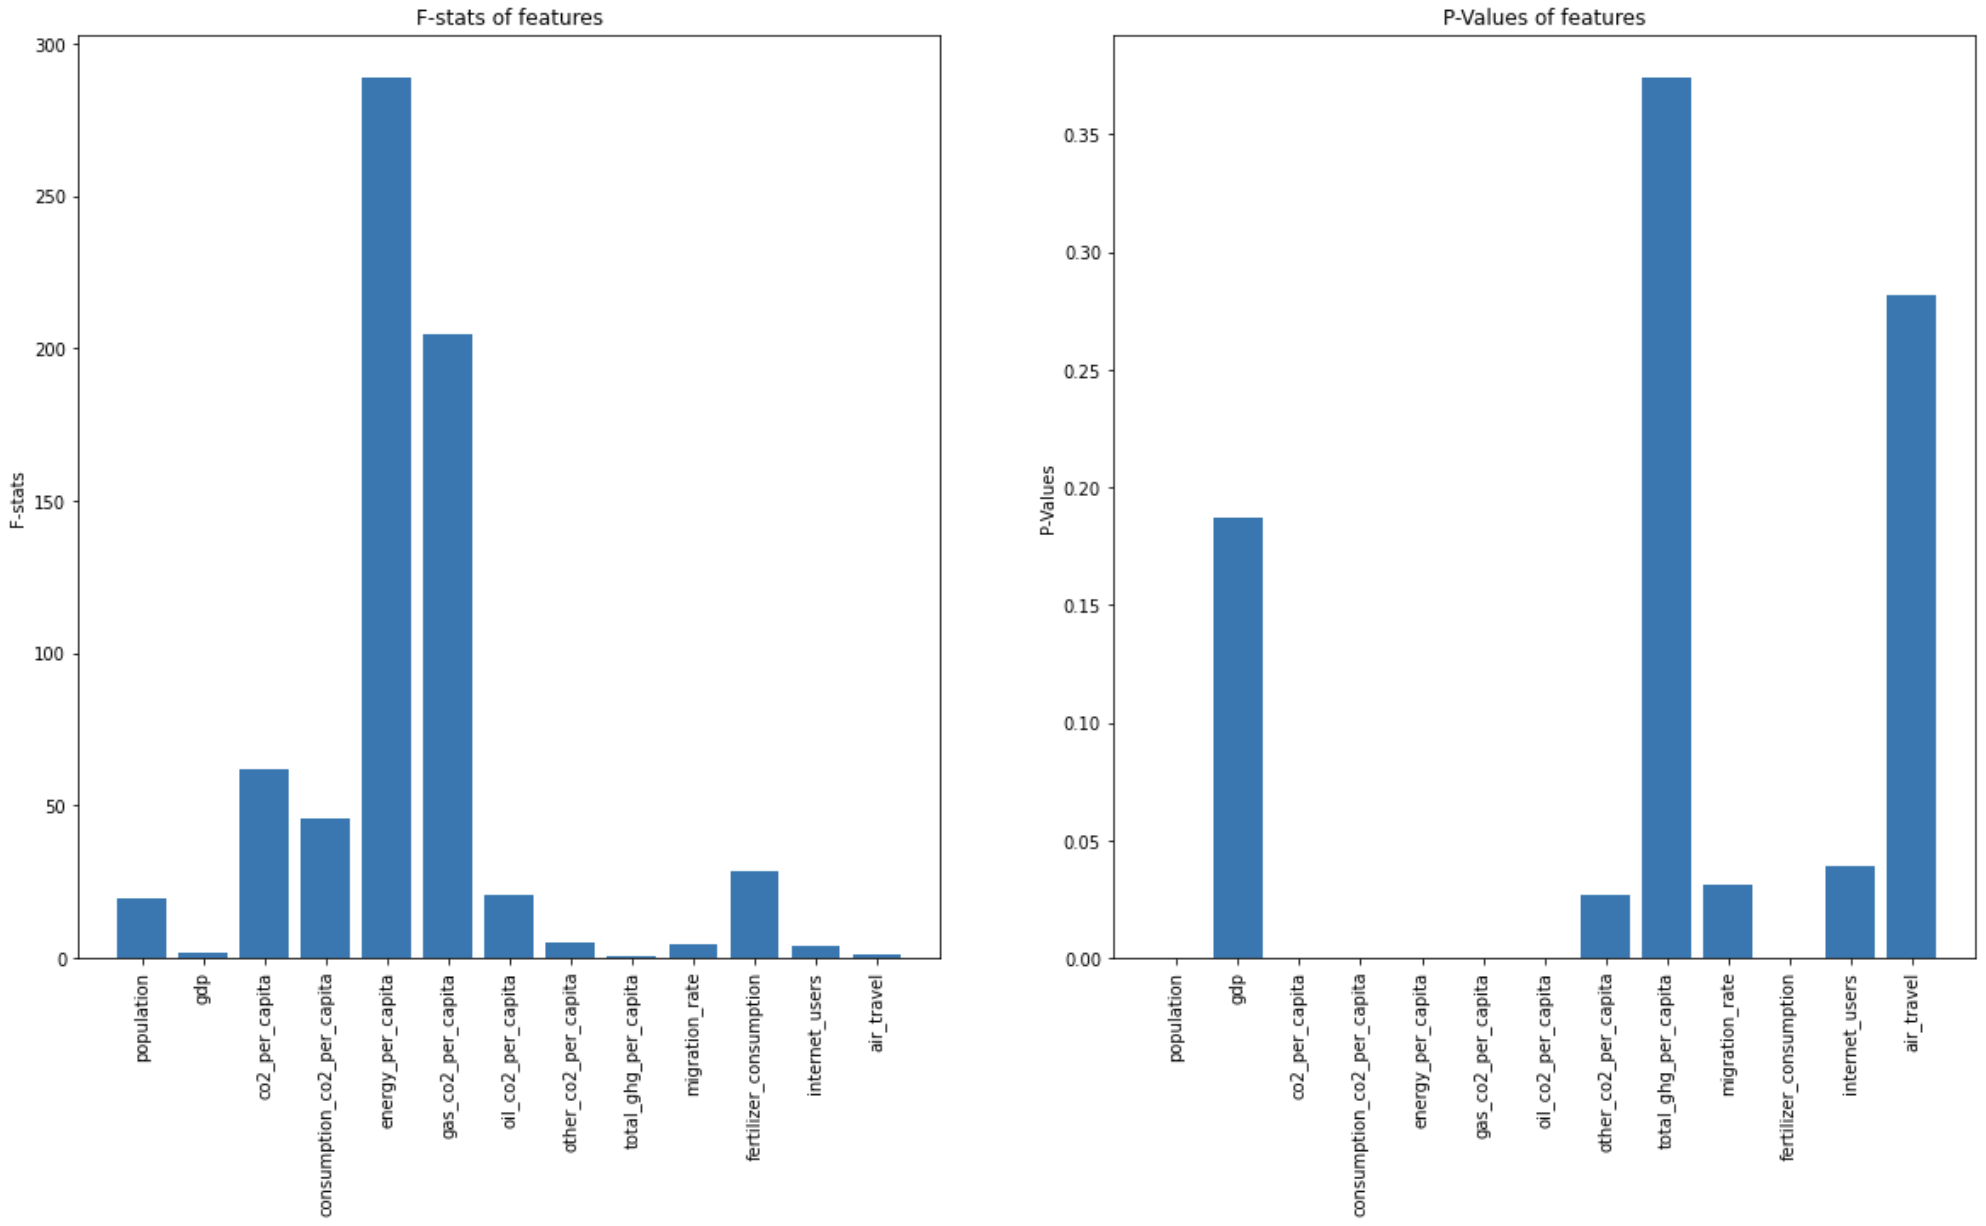 F-stats of features
300
250
200
150
100
50
0
F-stats
population
gdp
co2_per_capita
consumption_co2_per_capita
energy_per_capita
gas_co2_per_capita
oil_co2_per_capita
other_co2_per_capita
total_ghg_per_capita
migration_rate
fertilizer_consumption
internet_users
air_travel
P-Values of features
0.35
0.30
0.25
0.20
0.15
0.10
0.05
0.00
P-Values
population
gdp
co2_per_capita
consumption_co2_per_capita
energy_per_capita
gas_co2_per_capita
oil_co2_per_capita
other_co2_per_capita
total_ghg_per_capita
migration_rate
fertilizer_consumption
internet_users
air_travel